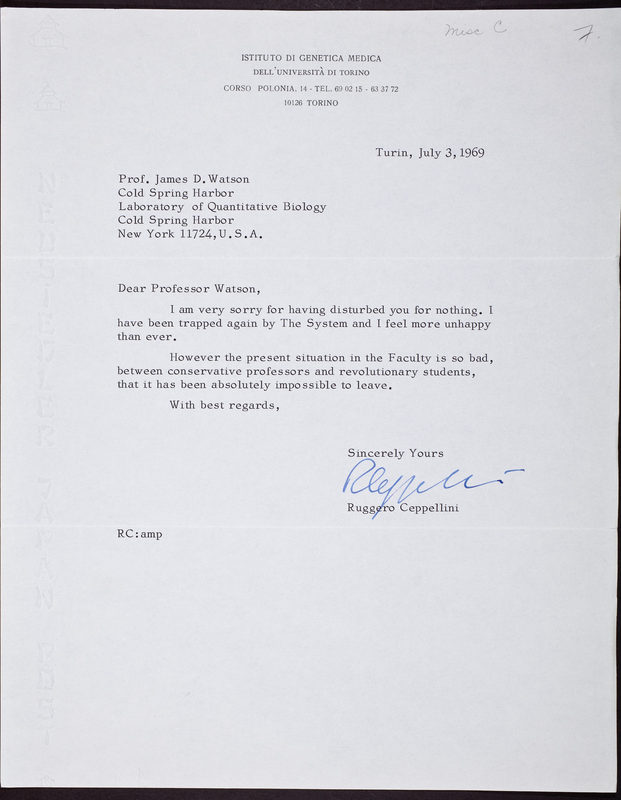 Misc C
7.
ISTITUTO DI GENETICA MEDICA
DELL'UNIVERSITÀ DI TORINO
CORSO POLONIA, 14 - TEL. 69 02 15 - 63 37 72
10126 TORINO
Turin, July 3, 1969
Prof. James D. Watson
Cold Spring Harbor
Laboratory of Quantitative Biology
Cold Spring Harbor
New York 11724, U.S.A.
Dear Professor Watson,
I am very sorry for having disturbed you for nothing. I
have been trapped again by The System and I feel more unhappy
than ever.
However the present situation in the Faculty is so bad,
between conservative professors and revolutionary students,
that it has been absolutely impossible to leave.
With best regards,
Sincerely Yours
RCeppellini
Ruggero Ceppellini
RC:amp